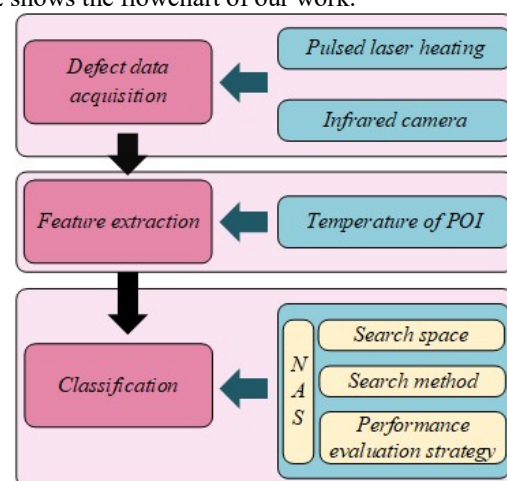 shows the flowchart of our work.
Pulsed laser heating
Defect data
acquisition
Infrared camera
Feature extraction
Temperature of POI
Classification
N
A
S
Search space
Search method
Performance
evaluation strategy